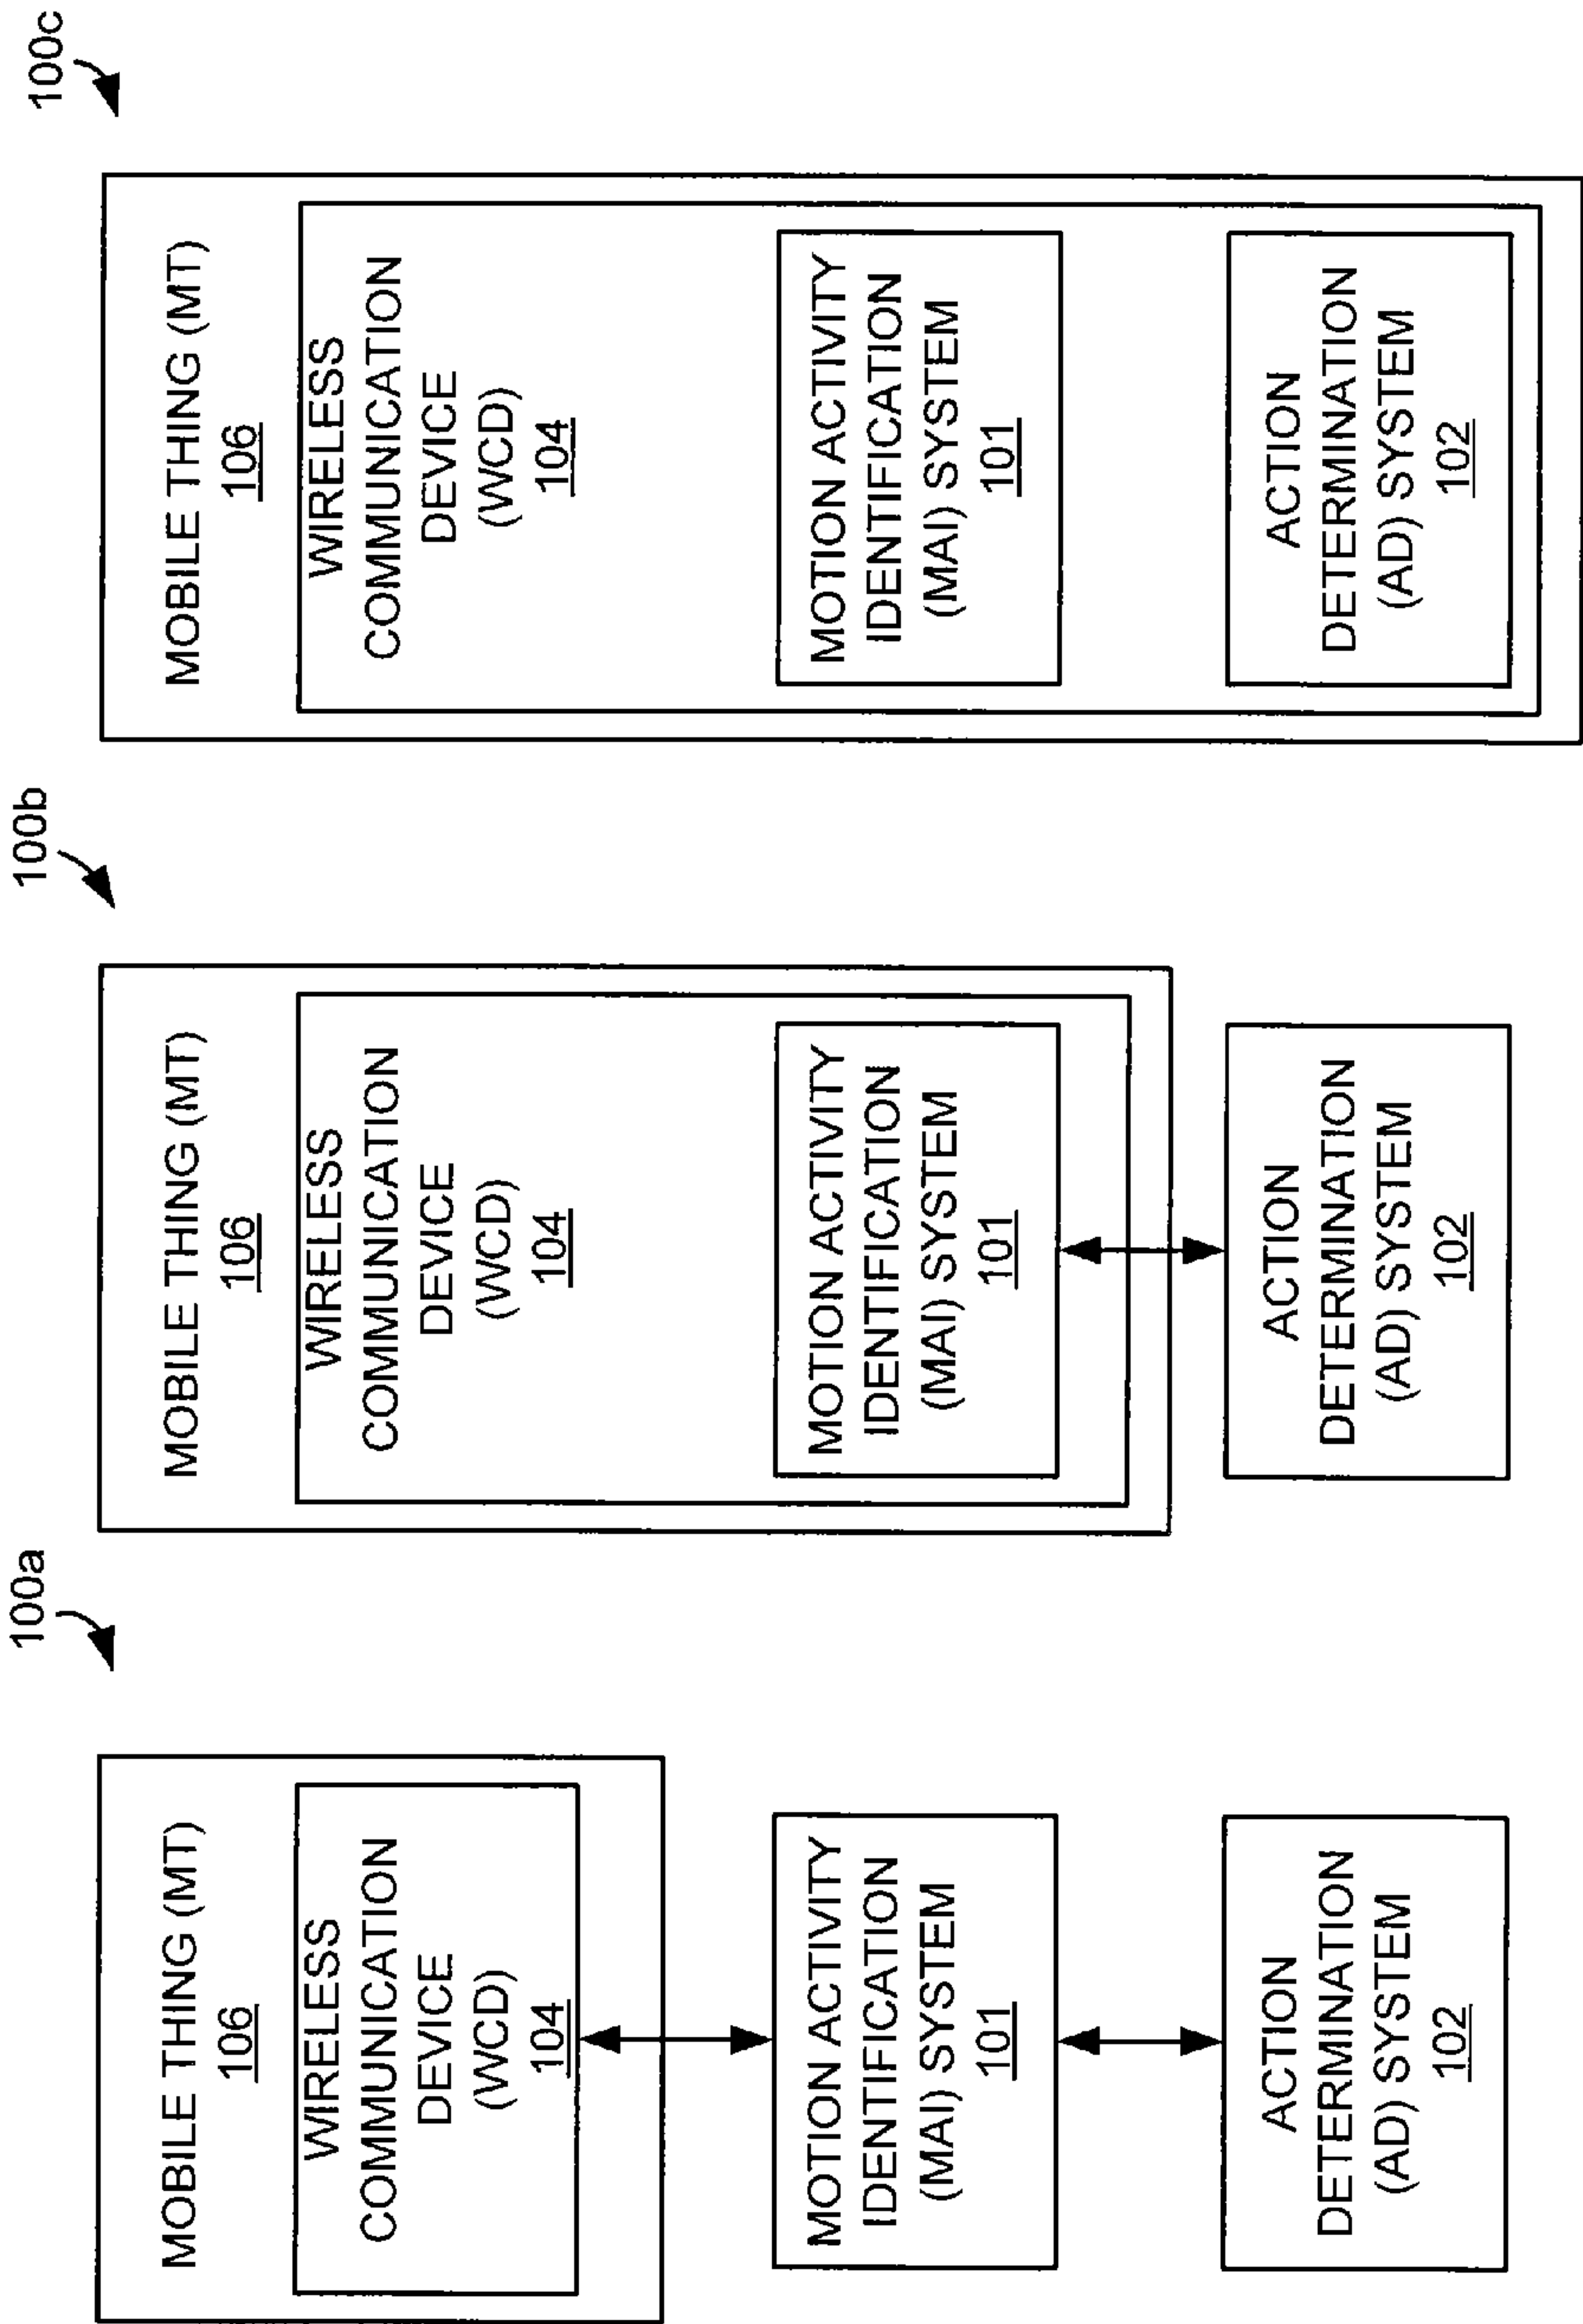 100a
MOBILE THING (MT)
106
WIRELESS
COMMUNICATION
DEVICE
(WCD)
104
MOTION ACTIVITY
IDENTIFICATION
(MAI) SYSTEM
101
ACTION
DETERMINATION
(AD) SYSTEM
102
100b
MOBILE THING (MT)
106
WIRELESS
COMMUNICATION
DEVICE
(WCD)
104
MOTION ACTIVITY
IDENTIFICATION
(MAI) SYSTEM
101
ACTION
DETERMINATION
(AD) SYSTEM
102
100c
MOBILE THING (MT)
106
WIRELESS
COMMUNICATION
DEVICE
(WCD)
104
MOTION ACTIVITY
IDENTIFICATION
(MAI) SYSTEM
101
ACTION
DETERMINATION
(AD) SYSTEM
102